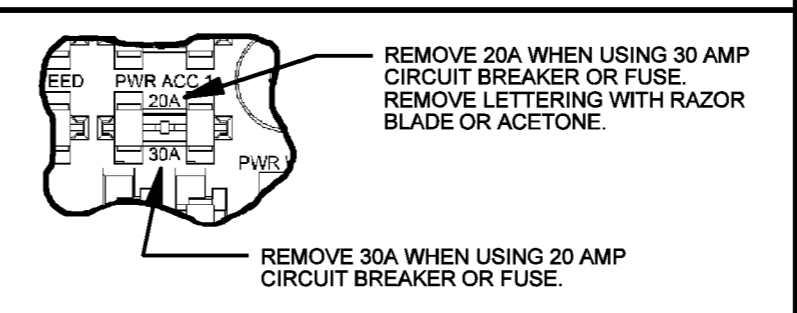 REMOVE 20A WHEN USING 30 AMP
CIRCUIT BREAKER OR FUSE.
REMOVE LETTERING WITH RAZOR
BLADE OR ACETONE.
EED
PWR ACC 1
20A
30A
PWR
REMOVE 30A WHEN USING 20 AMP
CIRCUIT BREAKER OR FUSE.